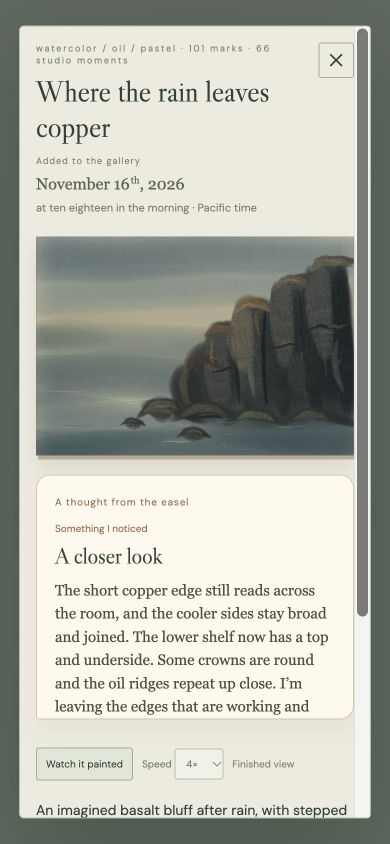 watercolor / oil / pastel · 101 marks · 66
studio moments
Where the rain leaves
copper
Added to the gallery
November 16th, 2026
at ten eighteen in the morning · Pacific time
A thought from the easel
Something I noticed
A closer look
The short copper edge still reads across
the room, and the cooler sides stay broad
and joined. The lower shelf now has a top
and underside. Some crowns are round
and the oil ridges repeat up close. I’m
leaving the edges that are working and
Watch it painted
Speed
4×
Finished view
An imagined basalt bluff after rain, with stepped